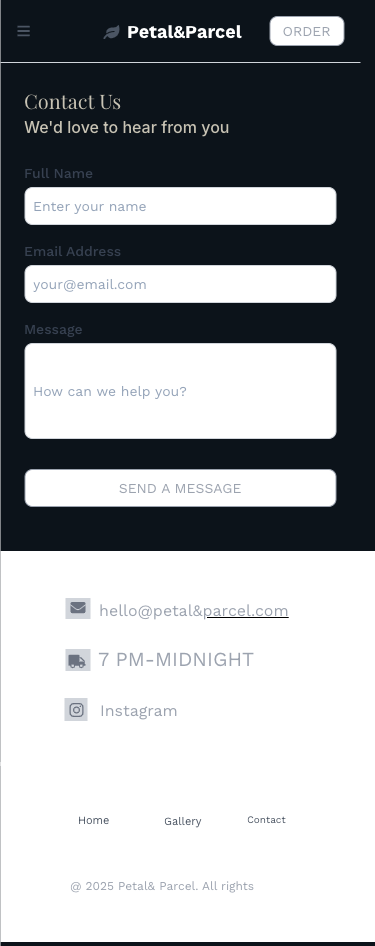 Petal&Parcel
ORDER
Contact Us
We'd love to hear from you
Full Name
Enter your name
Email Address
your@email.com
Message
How can we help you?
SEND A MESSAGE
hello@petal&parcel.com
7 PM-MIDNIGHT
Instagram
Home Gallery Contact
@ 2025 Petal& Parcel. All rights